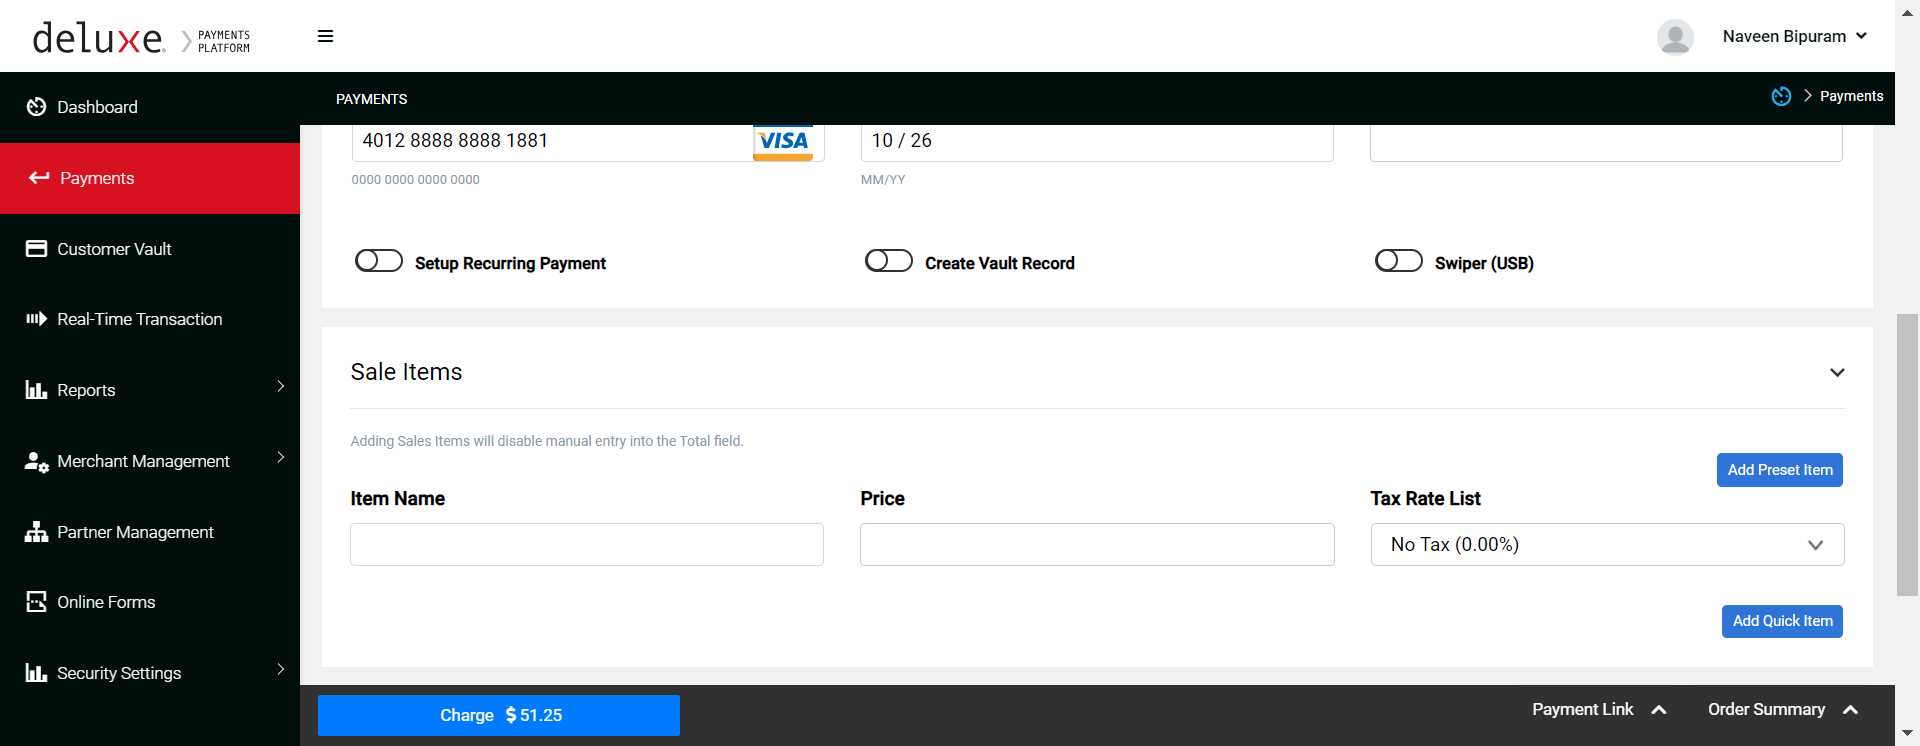 deluxe. PAYMENTS PLATFORM
Naveen Bipuram
PAYMENTS
Payments
Dashboard
Payments
Customer Vault
Real-Time Transaction
Reports
Merchant Management
Partner Management
Online Forms
Security Settings
4012 8888 8888 1881
VISA
10 / 26
0000 0000 0000 0000
MM/YY
Setup Recurring Payment
Create Vault Record
Swiper (USB)
Sale Items
Adding Sales Items will disable manual entry into the Total field.
Add Preset Item
Item Name
Price
Tax Rate List
No Tax (0.00%)
Add Quick Item
Charge $ 51.25
Payment Link
Order Summary